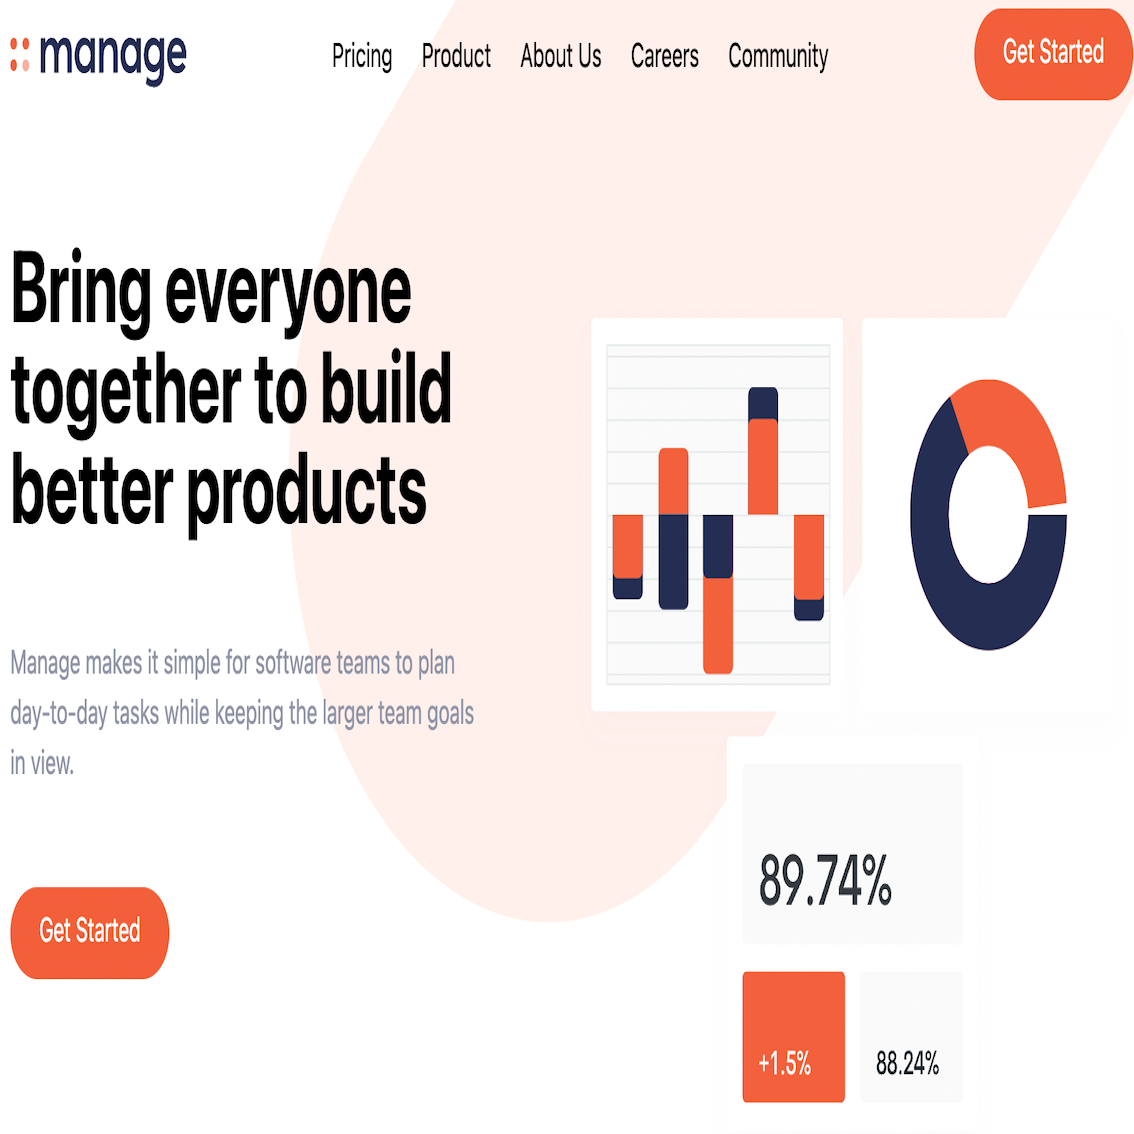 manage
Pricing Product About Us Careers Community
Get Started
Bring everyone
together to build
better products
Manage makes it simple for software teams to plan
day-to-day tasks while keeping the larger team goals
in view.
Get Started
89.74%
+1.5%
88.24%